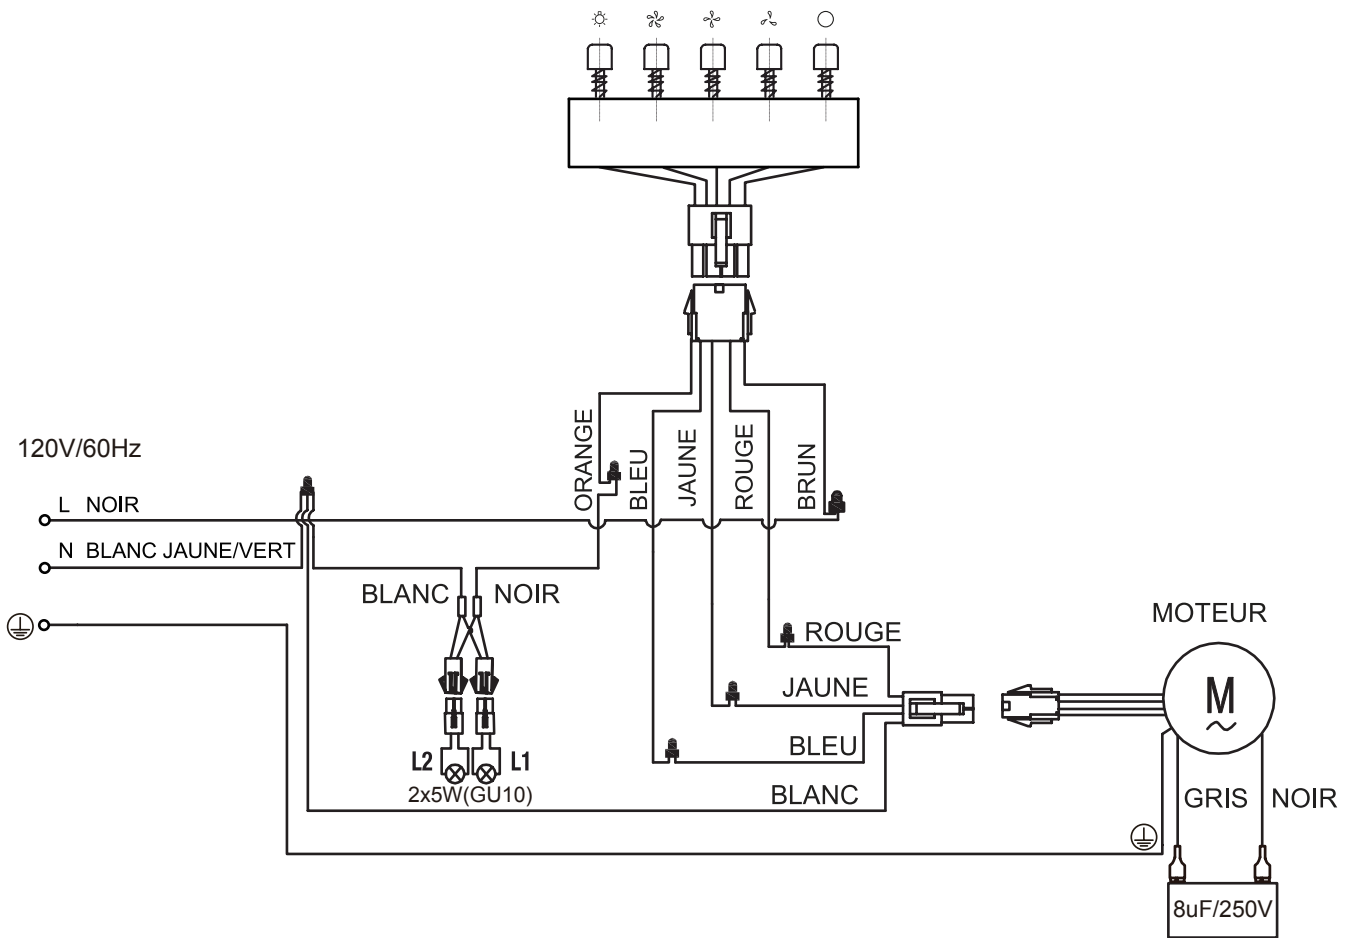 120V/60Hz
L NOIR
N BLANC JAUNE/VERT
ORANGE
BLEU
JAUNE
ROUGE
BRUN
BLANC
NOIR
ROUGE
JAUNE
BLEU
BLANC
L2
L1
2x5W(GU10)
MOTEUR
M
~
GRIS
NOIR
8uF/250V